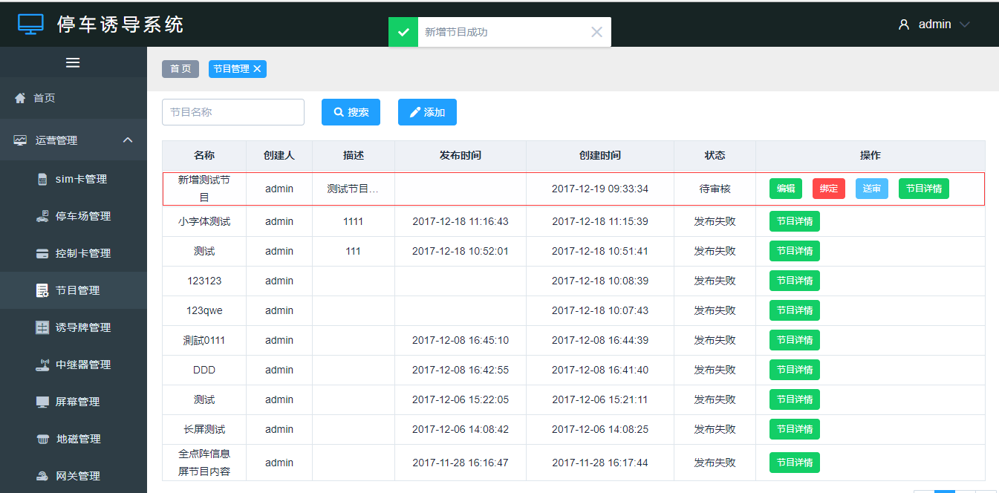 停车诱导系统
新增节目成功
admin
首页
运营管理
sim卡管理
停车场管理
控制卡管理
节目管理
诱导牌管理
中继器管理
屏幕管理
地磁管理
网关管理
首 页
节目管理
节目名称
搜索
添加
名称 创建人 描述 发布时间 创建时间 状态 操作
新增测试节
目 admin 测试节目... 2017-12-19 09:33:34 待审核 编辑 绑定 送审 节目详情
小字体测试 admin 1111 2017-12-18 11:16:43 2017-12-18 11:15:39 发布失败 节目详情
测试 admin 111 2017-12-18 10:52:01 2017-12-18 10:51:41 发布失败 节目详情
123123 admin 2017-12-18 10:08:39 发布失败 节目详情
123qwe admin 2017-12-18 10:07:43 发布失败 节目详情
測試0111 admin 2017-12-08 16:45:10 2017-12-08 16:44:39 发布失败 节目详情
DDD admin 2017-12-08 16:42:55 2017-12-08 16:41:40 发布失败 节目详情
测试 admin 2017-12-06 15:22:05 2017-12-06 15:21:11 发布失败 节目详情
长屏测试 admin 2017-12-06 14:08:42 2017-12-06 14:08:25 发布失败 节目详情
全点阵信息
屏节目内容 admin 2017-11-28 16:16:47 2017-11-28 16:17:44 发布失败 节目详情